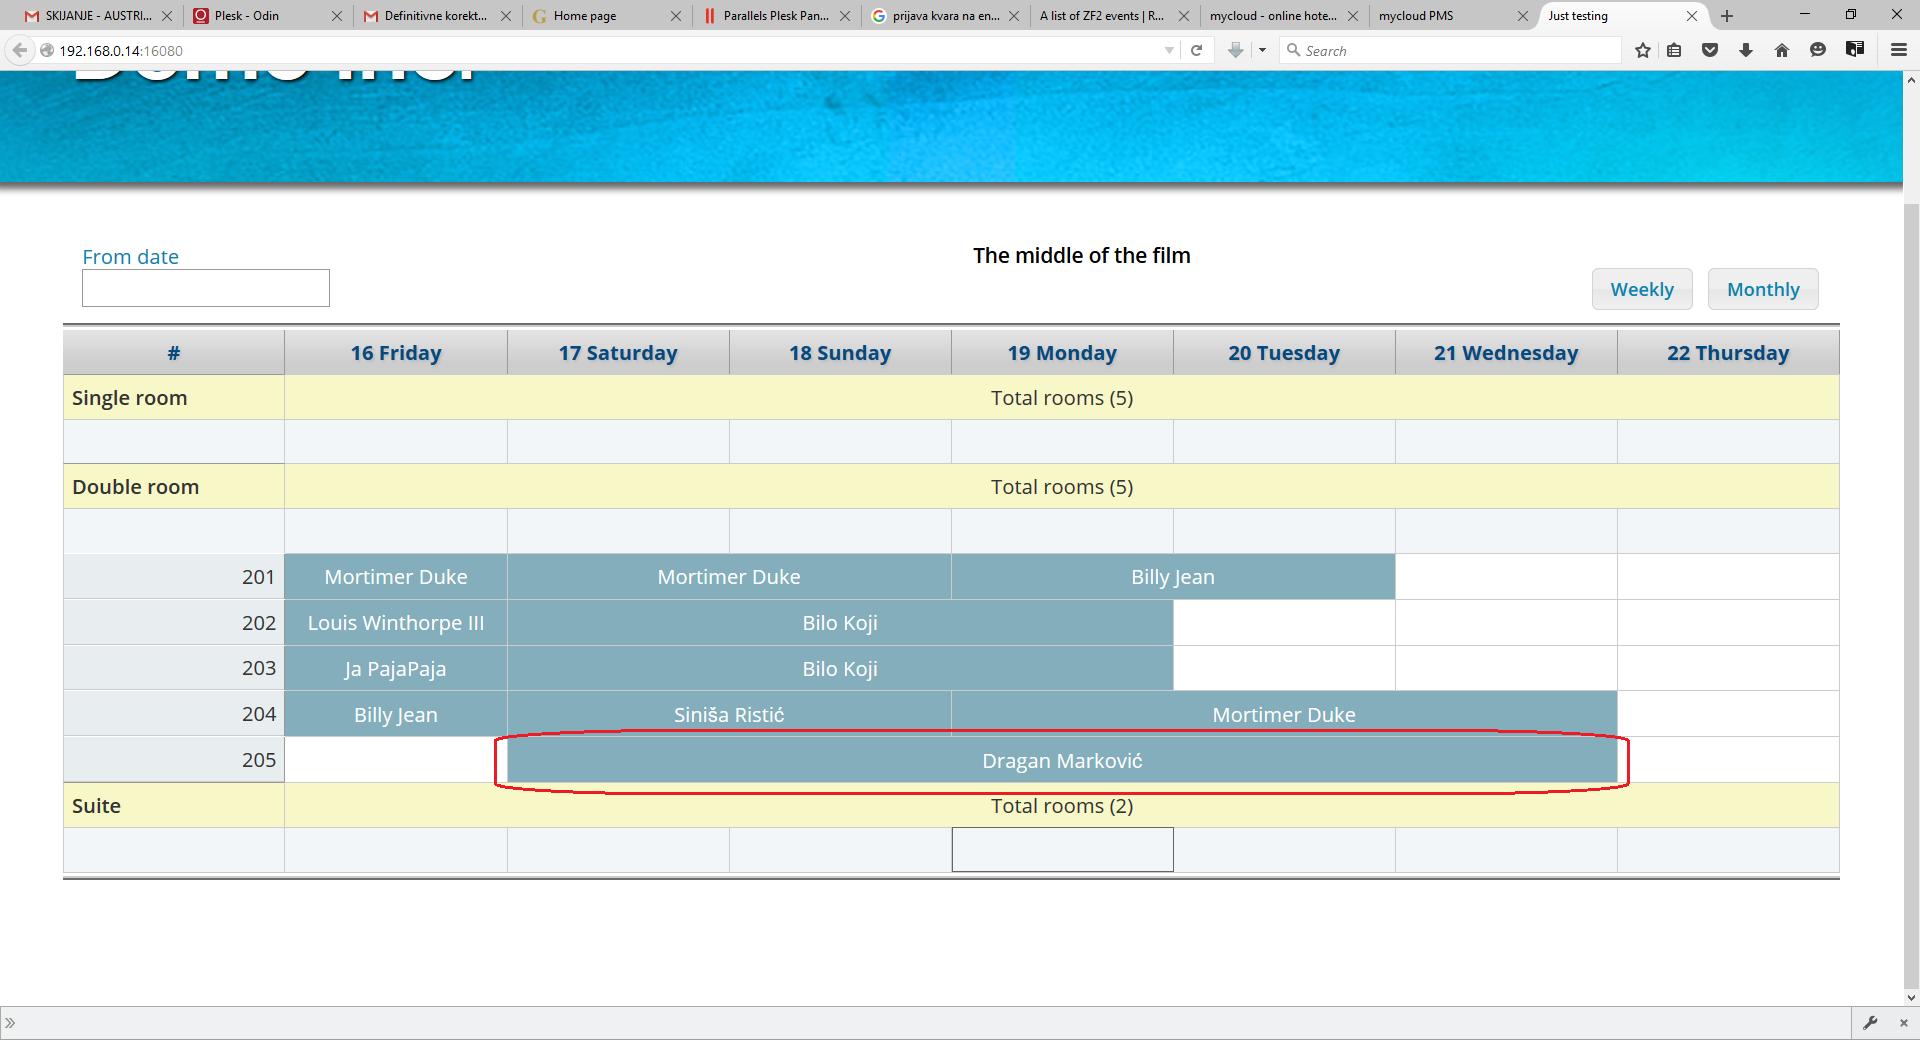 SKIJANJE - AUSTRI...
Plesk - Odin
Definitivne korekt...
Home page
Parallels Plesk Pan...
prijava kvara na en...
A list of ZF2 events | R...
mycloud - online hote...
mycloud PMS
Just testing
192.168.0.14:16080
Search
From date
The middle of the film
Weekly
Monthly
# 16 Friday 17 Saturday 18 Sunday 19 Monday 20 Tuesday 21 Wednesday 22 Thursday
Single room Total rooms (5)
Double room Total rooms (5)
201 Mortimer Duke Mortimer Duke Billy Jean
202 Louis Winthorpe III Bilo Koji
203 Ja PajaPaja Bilo Koji
204 Billy Jean Siniša Ristić Mortimer Duke
205 Dragan Marković
Suite Total rooms (2)